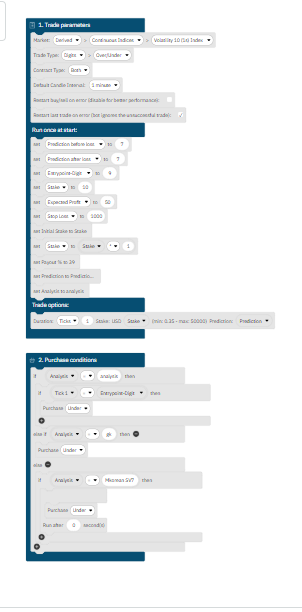 1. Trade parameters
Market: Derived > Continuous Indices > Volatility 10 (1s) Index
Trade Type: Digits > Over/Under
Contract Type: Both
Default Candle Interval: 1 minute
Restart buy/sell on error (disable for better performance):
Restart last trade on error (bot ignores the unsuccessful trade): ✓
Run once at start:
set Prediction before loss to 7
set Prediction after loss to 7
set Entrypoint-Digit to 9
set Stake to 10
set Expected Profit to 50
set Stop Loss to 1000
set Initial Stake to Stake
set Stake to Stake * 1
set Payout % to 39
set Prediction to Predictio...
set Analysis to analysis
Trade options:
Duration: Ticks 1 Stake: USD Stake (min: 0.35 - max: 50000) Prediction: Prediction
2. Purchase conditions
if Analysis = analysis then
if Tick 1 = Entrypoint-Digit then
Purchase Under
else if Analysis = gk then
Purchase Under
else
if Analysis = Mkorean SV7 then
Purchase Under
Run after 0 second(s)